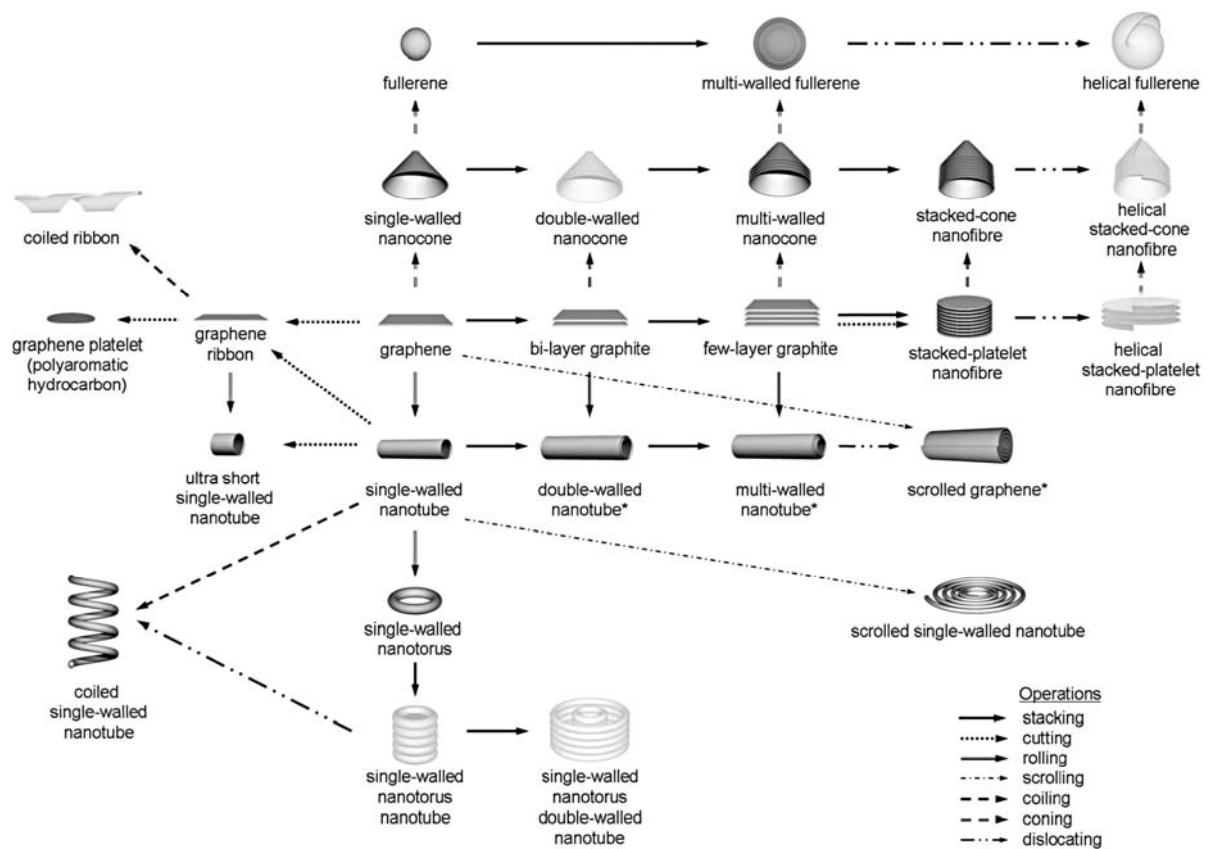 fullerene
multi-walled fullerene
helical fullerene
coiled ribbon
single-walled
nanocone
double-walled
nanocone
multi-walled
nanocone
stacked-cone
nanofibre
helical
stacked-cone
nanofibre
graphene platelet
(polyaromatic
hydrocarbon)
graphene
ribbon
graphene
bi-layer graphite
few-layer graphite
stacked-platelet
nanofibre
helical
stacked-platelet
nanofibre
ultra short
single-walled
nanotube
single-walled
nanotube
double-walled
nanotube*
multi-walled
nanotube*
scrolled graphene*
coiled
single-walled
nanotube
single-walled
nanotorus
scrolled single-walled nanotube
single-walled
nanotorus
nanotube
single-walled
nanotorus
double-walled
nanotube
Operations
stacking
cutting
rolling
scrolling
coiling
coning
dislocating